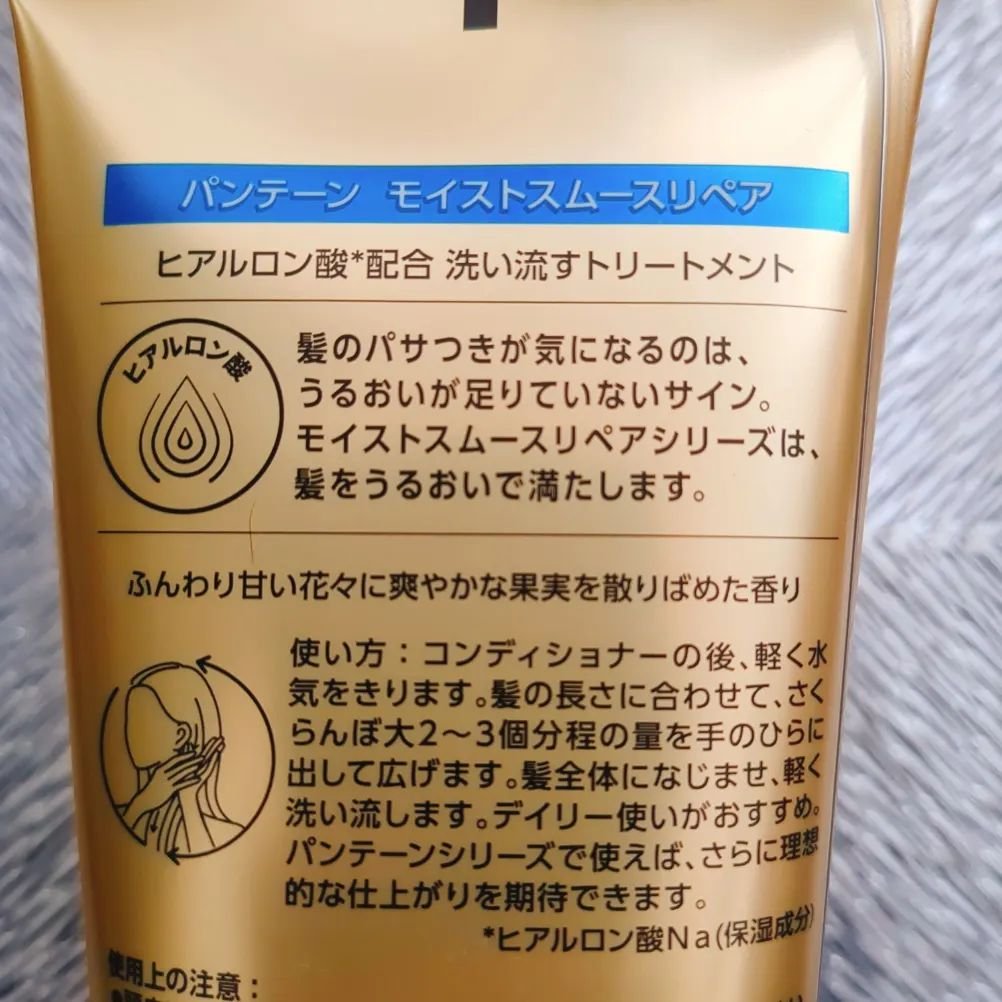 パンテーン モイストスムースリペア
ヒアルロン酸*配合 洗い流すトリートメント
ヒアルロン酸
髪のパサつきが気になるのは、
うるおいが足りていないサイン。
モイストスムースリペアシリーズは、
髪をうるおいで満たします。
ふんわり甘い花々に爽やかな果実を散りばめた香り
使い方：コンディショナーの後、軽く水
気をきります。髪の長さに合わせて、さく
らんぼ大2～3個分程の量を手のひらに
出して広げます。髪全体になじませ、軽く
洗い流します。デイリー使いがおすすめ。
パンテーンシリーズで使えば、さらに理想
的な仕上がりを期待できます。
*ヒアルロン酸Na(保湿成分)
使用上の注意：